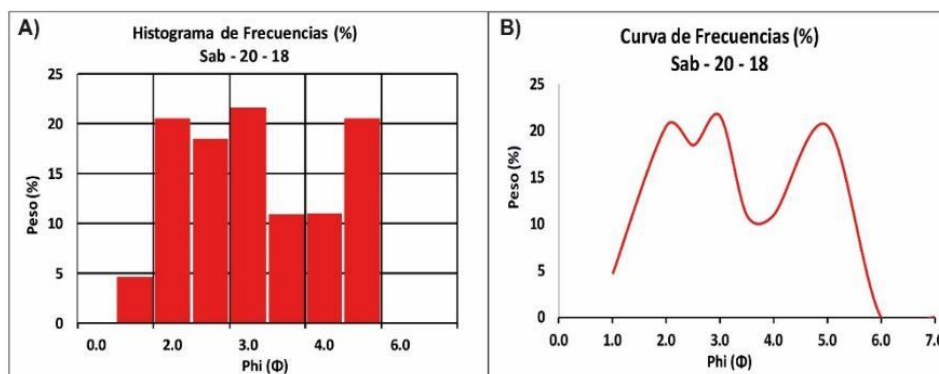 A)
Histograma de Frecuencias (%)
Sab - 20 - 18
Peso (%)
25
20
15
10
5
0
0.0 2.0 3.0 4.0 6.0
Phi (Φ)
B)
Curva de Frecuencias (%)
Sab - 20 - 18
Peso (%)
25
20
15
10
5
0
0.0 1.0 2.0 3.0 4.0 5.0 6.0 7.0
Phi (Φ)